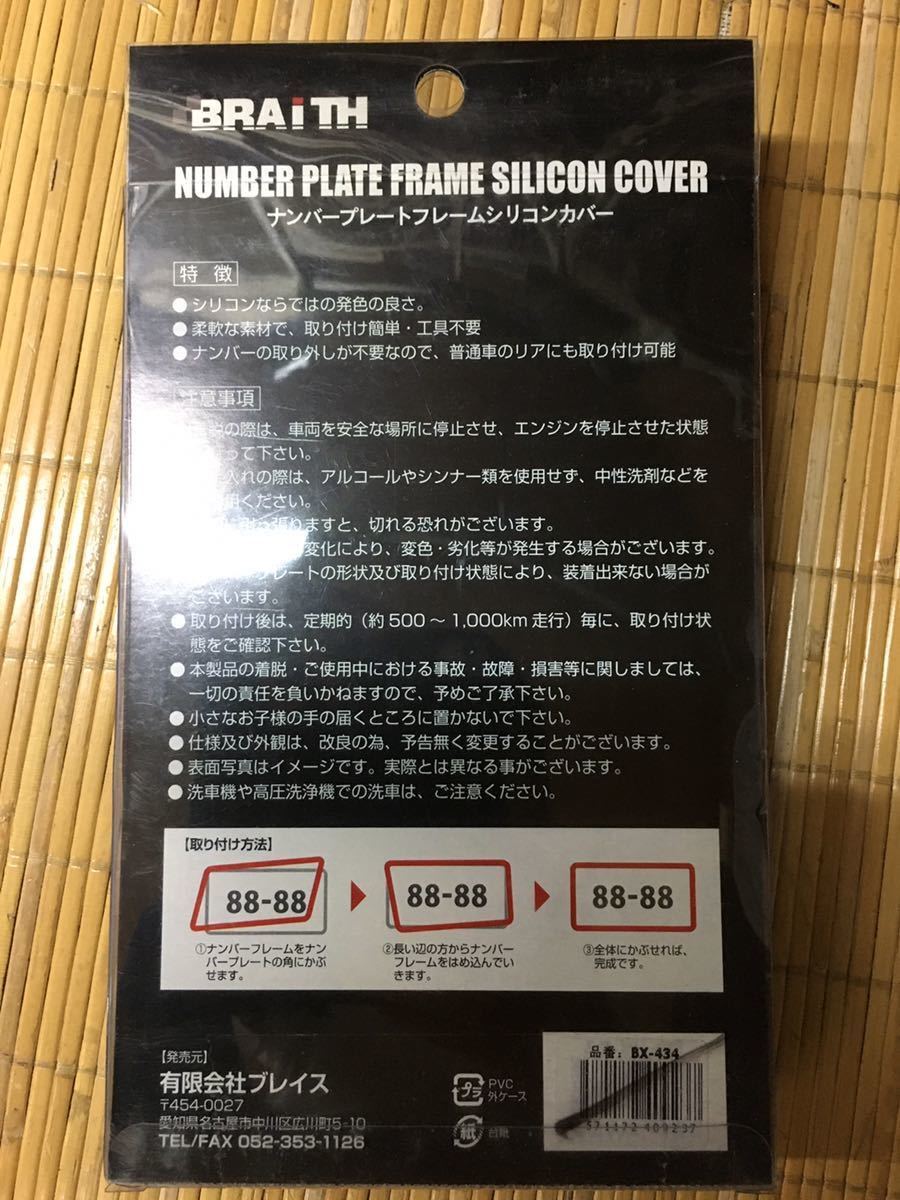 BRAiTH
NUMBER PLATE FRAME SILICON COVER
ナンバープレートフレームシリコンカバー
特 徴
● シリコンならではの発色の良さ。
● 柔軟な素材で、取り付け簡単・工具不要
● ナンバーの取り外しが不要なので、普通車のリアにも取り付け可能
注意事項
の際は、車両を安全な場所に停止させ、エンジンを停止させた状態
って下さい。
入れの際は、アルコールやシンナー類を使用せず、中性洗剤などを
用ください。
張りますと、切れる恐れがございます。
変化により、変色・劣化等が発生する場合がございます。
レートの形状及び取り付け状態により、装着出来ない場合が
ございます。
● 取り付け後は、定期的（約500～1,000km走行）毎に、取り付け状
態をご確認下さい。
● 本製品の着脱・ご使用中における事故・故障・損害等に関しましては、
一切の責任を負いかねますので、予めご了承下さい。
● 小さなお子様の手の届くところに置かないで下さい。
● 仕様及び外観は、改良の為、予告無く変更することがございます。
● 表面写真はイメージです。実際とは異なる事がございます。
● 洗車機や高圧洗浄機での洗車は、ご注意ください。
【取り付け方法】
88-88 88-88 88-88
①ナンバーフレームをナン
バープレートの角にかぶ
せます。
②長い辺の方からナンバー
フレームをはめ込んでい
きます。
③全体にかぶせれば、
完成です。
【発売元】
有限会社ブレイス
〒454-0027
愛知県名古屋市中川区広川町5-10
TEL/FAX 052-353-1126
プラ PVC
外ケース
紙 台紙
品番: BX-434